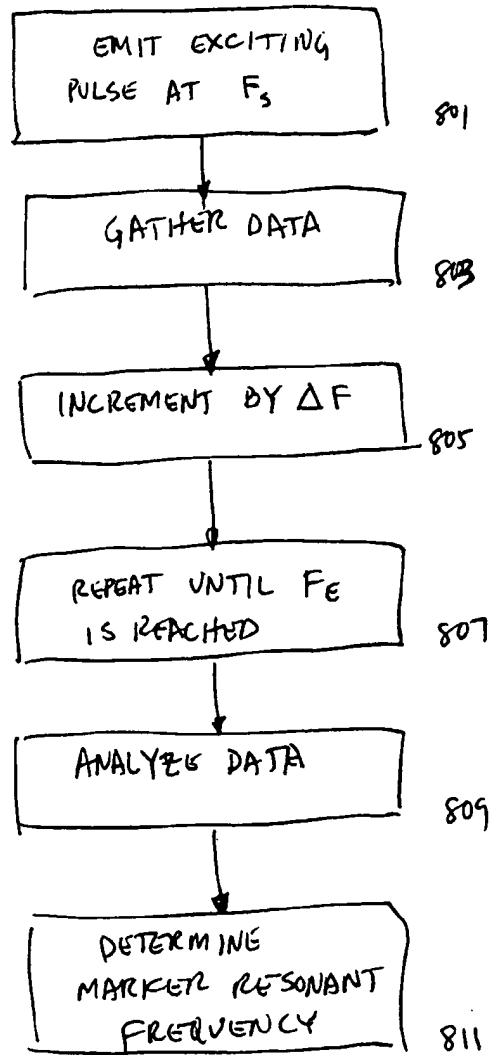 EMIT EXCITING
PULSE AT Fs
801
GATHER DATA
803
INCREMENT BY ΔF
805
REPEAT UNTIL FE
IS REACHED
807
ANALYZE DATA
809
DETERMINE
MARKER RESONANT
FREQUENCY
811